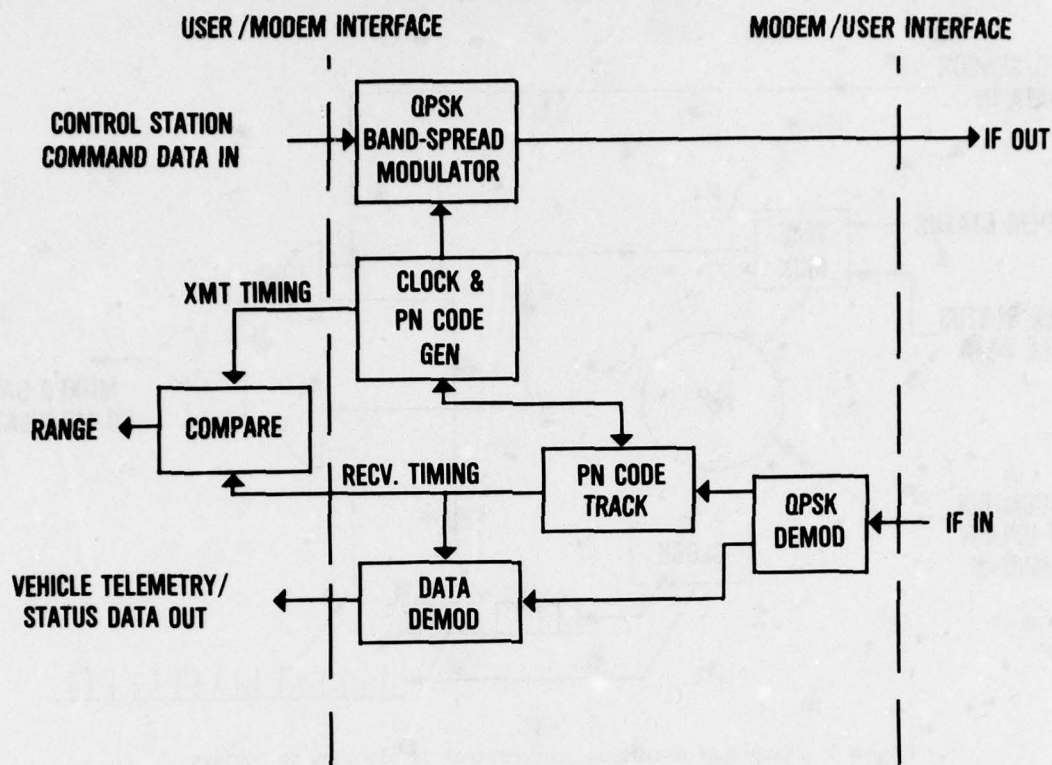 USER/MODEM INTERFACE
MODEM/USER INTERFACE
CONTROL STATION
COMMAND DATA IN
QPSK
BAND-SPREAD
MODULATOR
IF OUT
XMT TIMING
CLOCK &
PN CODE
GEN
RANGE
COMPARE
RECV. TIMING
PN CODE
TRACK
QPSK
DEMOD
IF IN
VEHICLE TELEMETRY/
STATUS DATA OUT
DATA
DEMOD